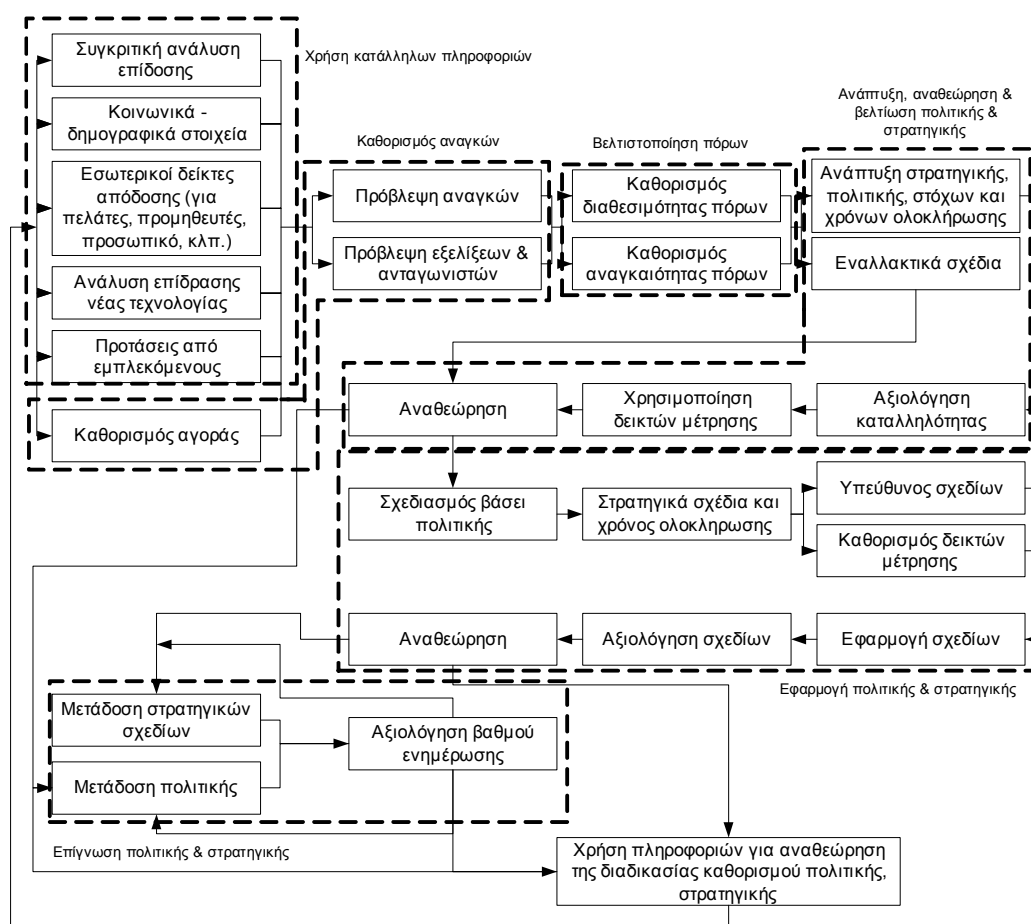 Συγκριτική ανάλυση
επίδοσης
Χρήση κατάλληλων πληροφοριών
Κοινωνικά -
δημογραφικά στοιχεία
Εσωτερικοί δείκτες
απόδοσης (για
πελάτες, προμηθευτές,
προσωπικό, κλπ.)
Ανάλυση επίδρασης
νέας τεχνολογίας
Προτάσεις από
εμπλεκόμενους
Καθορισμός αγοράς
Καθορισμός αναγκών
Πρόβλεψη αναγκών
Πρόβλεψη εξελίξεων &
ανταγωνιστών
Βελτιστοποίηση πόρων
Καθορισμός
διαθεσιμότητας πόρων
Καθορισμός
αναγκαιότητας πόρων
Ανάπτυξη, αναθεώρηση &
βελτίωση πολιτικής &
στρατηγικής
Ανάπτυξη στρατηγικής,
πολιτικής, στόχων και
χρόνων ολοκλήρωσης
Εναλλακτικά σχέδια
Αναθεώρηση
Χρησιμοποίηση
δεικτών μέτρησης
Αξιολόγηση
καταλληλότητας
Σχεδιασμός βάσει
πολιτικής
Στρατηγικά σχέδια και
χρόνος ολοκληρωσης
Υπεύθυνος σχεδίων
Καθορισμός δεικτών
μέτρησης
Αναθεώρηση
Αξιολόγηση σχεδίων
Εφαρμογή σχεδίων
Εφαρμογή πολιτικής & στρατηγικής
Μετάδοση στρατηγικών
σχεδίων
Μετάδοση πολιτικής
Αξιολόγηση βαθμού
ενημέρωσης
Επίγνωση πολιτικής & στρατηγικής
Χρήση πληροφοριών για αναθεώρηση
της διαδικασίας καθορισμού πολιτικής,
στρατηγικής